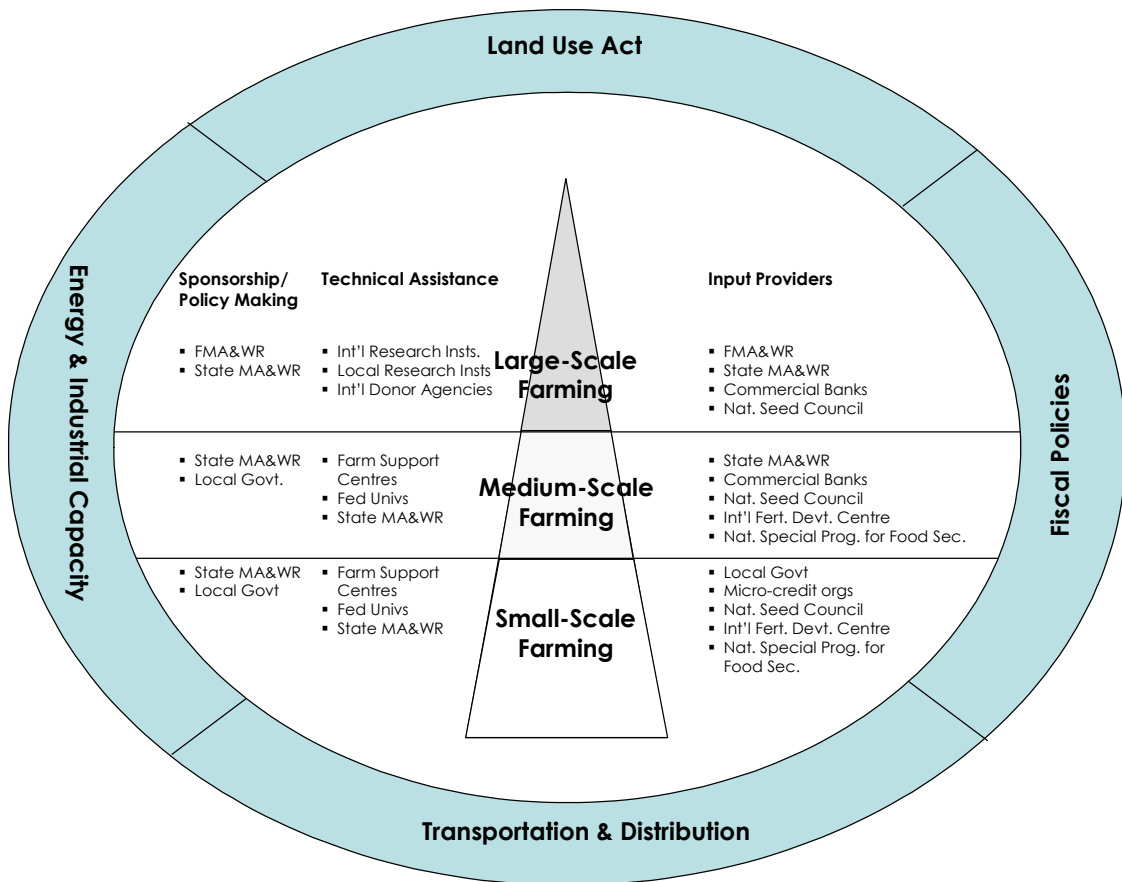 Land Use Act
Energy & Industrial Capacity
Fiscal Policies
Sponsorship/
Policy Making
Technical Assistance
Input Providers
▪ FMA&WR
▪ State MA&WR
▪ Int'l Research Insts.
▪ Local Research Insts
▪ Int'l Donor Agencies
Large-Scale
Farming
▪ FMA&WR
▪ State MA&WR
▪ Commercial Banks
▪ Nat. Seed Council
▪ State MA&WR
▪ Local Govt.
▪ Farm Support
Centres
▪ Fed Univs
▪ State MA&WR
Medium-Scale
Farming
▪ State MA&WR
▪ Commercial Banks
▪ Nat. Seed Council
▪ Int'l Fert. Devt. Centre
▪ Nat. Special Prog. for Food Sec.
▪ State MA&WR
▪ Local Govt
▪ Farm Support
Centres
▪ Fed Univs
▪ State MA&WR
Small-Scale
Farming
▪ Local Govt
▪ Micro-credit orgs
▪ Nat. Seed Council
▪ Int'l Fert. Devt. Centre
▪ Nat. Special Prog. for
Food Sec.
Transportation & Distribution